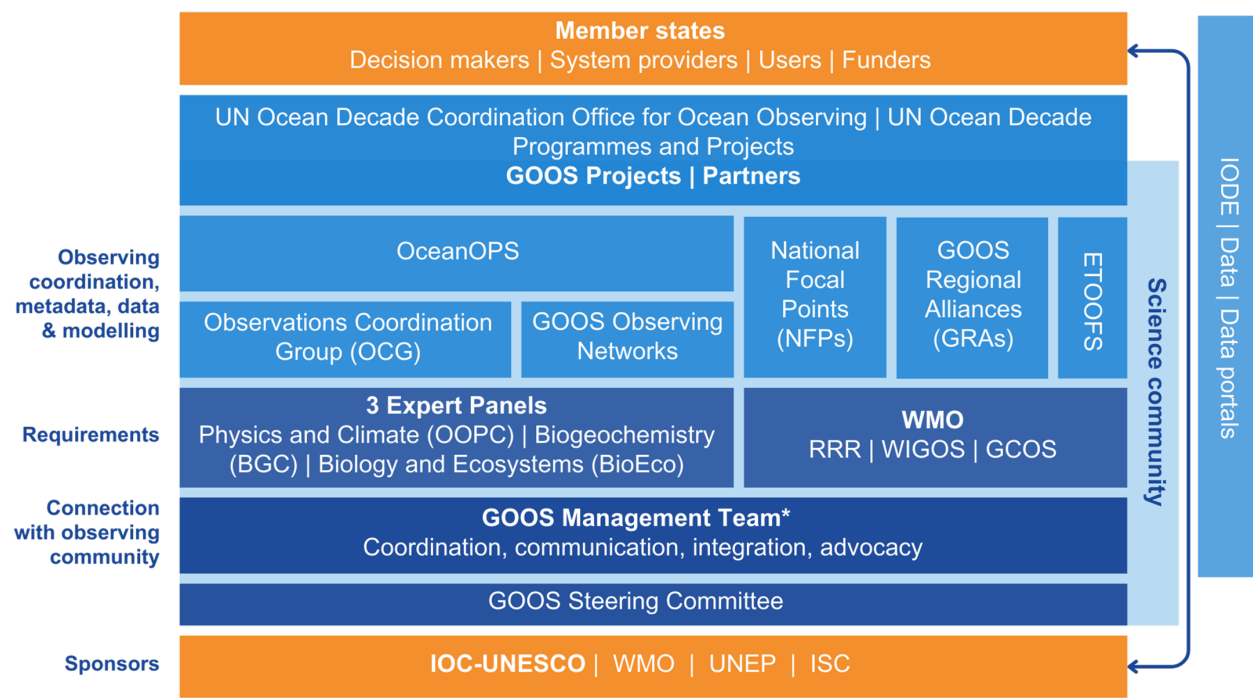 Member states
Decision makers | System providers | Users | Funders
UN Ocean Decade Coordination Office for Ocean Observing | UN Ocean Decade
Programmes and Projects
GOOS Projects | Partners
Observing
coordination,
metadata, data
& modelling
OceanOPS
Observations Coordination
Group (OCG)
GOOS Observing
Networks
National
Focal
Points
(NFPs)
GOOS
Regional
Alliances
(GRAs)
ETOOFS
Requirements
3 Expert Panels
Physics and Climate (OOPC) | Biogeochemistry
(BGC) | Biology and Ecosystems (BioEco)
WMO
RRR | WIGOS | GCOS
Connection
with observing
community
GOOS Management Team*
Coordination, communication, integration, advocacy
GOOS Steering Committee
Sponsors
IOC-UNESCO | WMO | UNEP | ISC
Science community
IODE | Data | Data portals